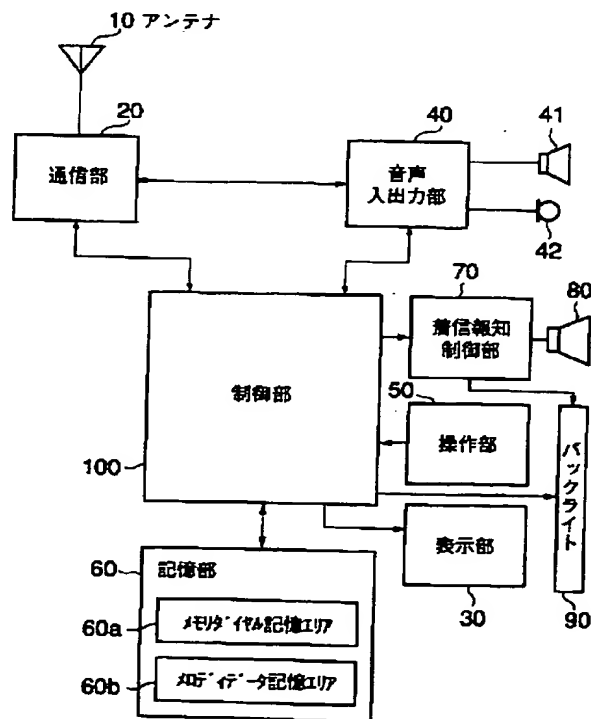 10 アンテナ
20
通信部
40
音声
入出力部
41
42
70
着信報知
制御部
80
制御部
100
50
操作部
バックライト
表示部
30
90
60
記憶部
60a
メモリダイヤル記憶エリア
60b
メロディデータ記憶エリア